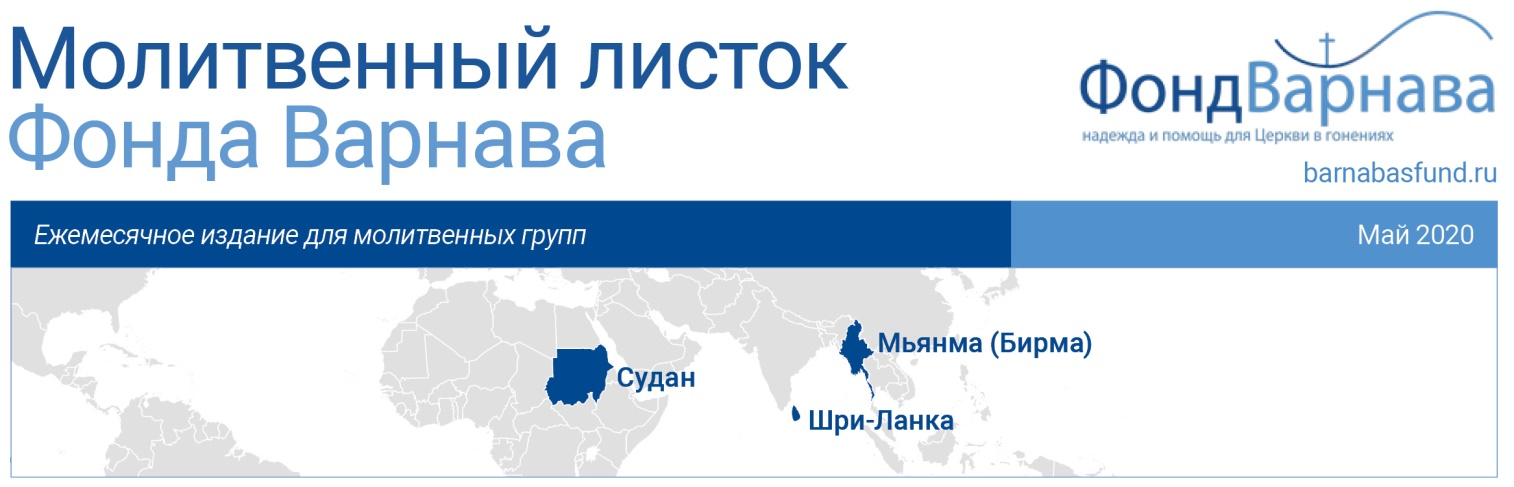 Молитвенный листок
Фонда Варнава
ФондВарнава
надежда и помощь для Церкви в гонениях
barnabasfund.ru
Ежемесячное издание для молитвенных групп
Май 2020
Мьянма (Бирма)
Судан
Шри-Ланка